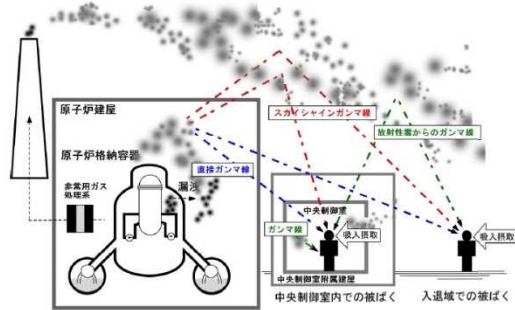 原子炉建屋
原子炉格納容器
非常用ガス
処理系
漏洩
直接ガンマ線
スカイシャインガンマ線
放射性雲からのガンマ線
中央制御室
ガンマ線
吸入摂取
吸入摂取
中央制御室附属建屋
中央制御室内での被ばく
入退域での被ばく